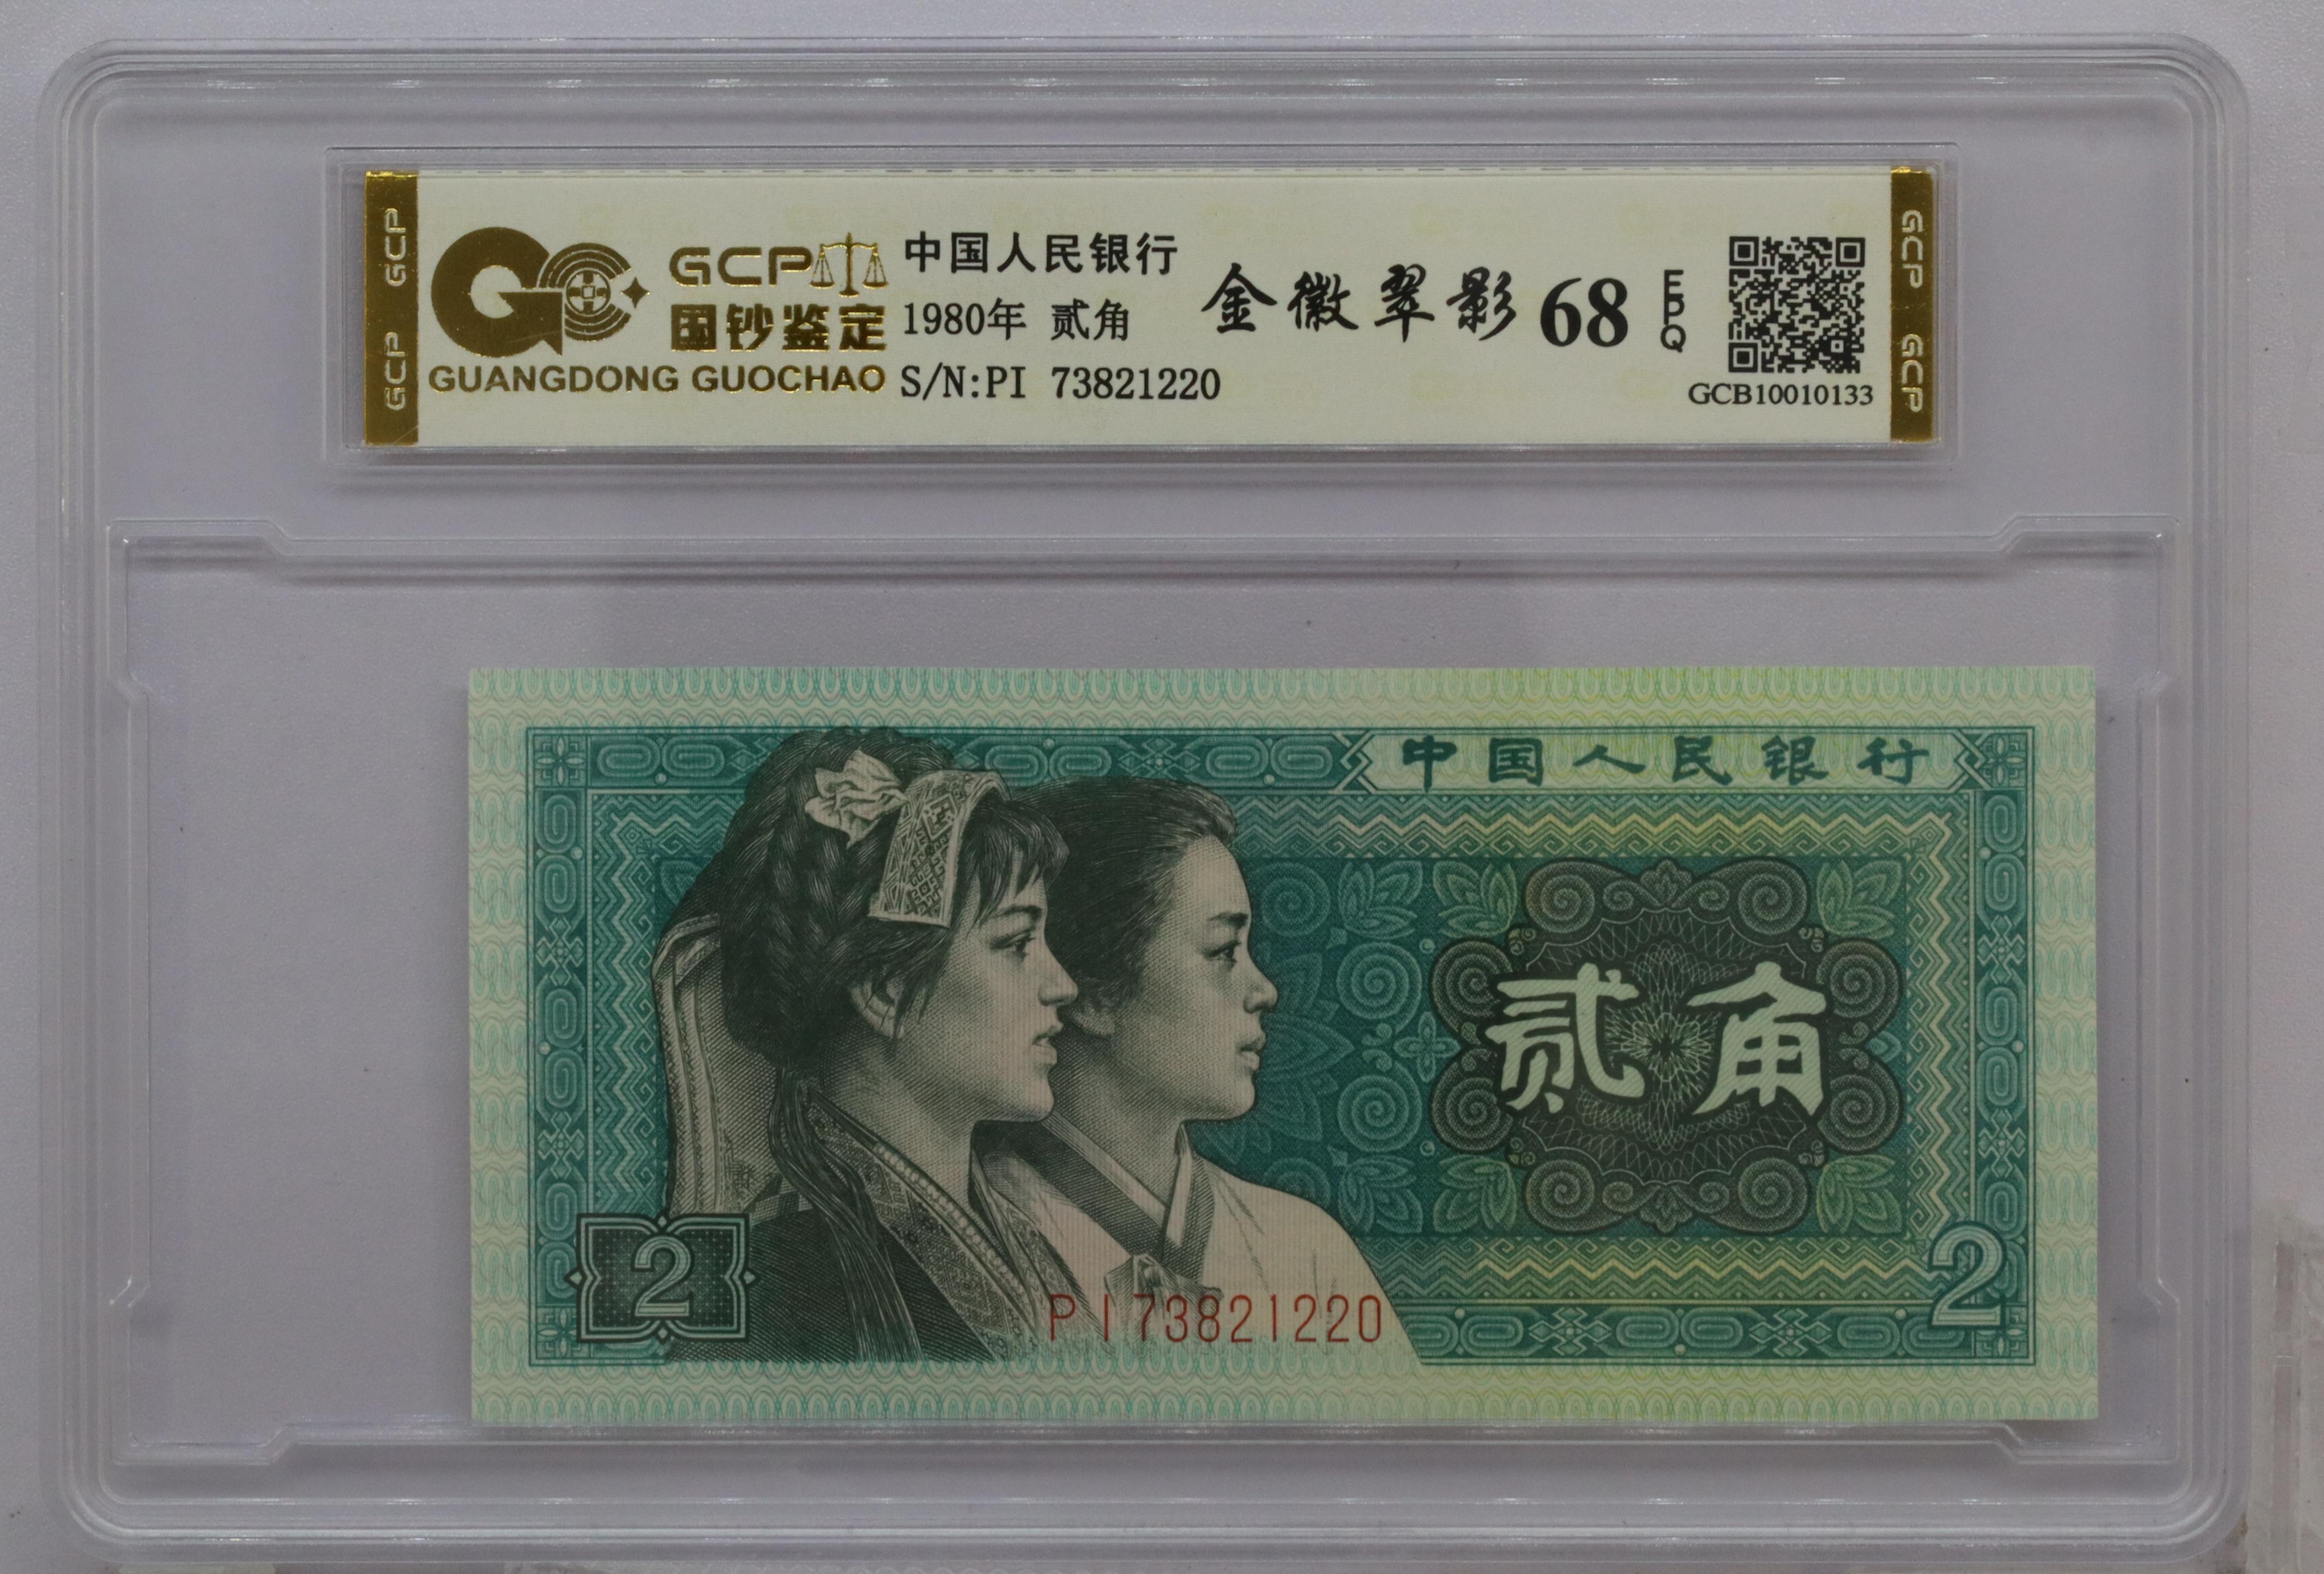 GCP
GCP
GCP
国钞鉴定
GUANGDONG GUOCHAO
中国人民银行
1980年 贰角
S/N:PI 73821220
金徽翠影 68 EPQ
GCB10010133
GCP
GCP
中国人民银行
贰角
2
PI73821220
2